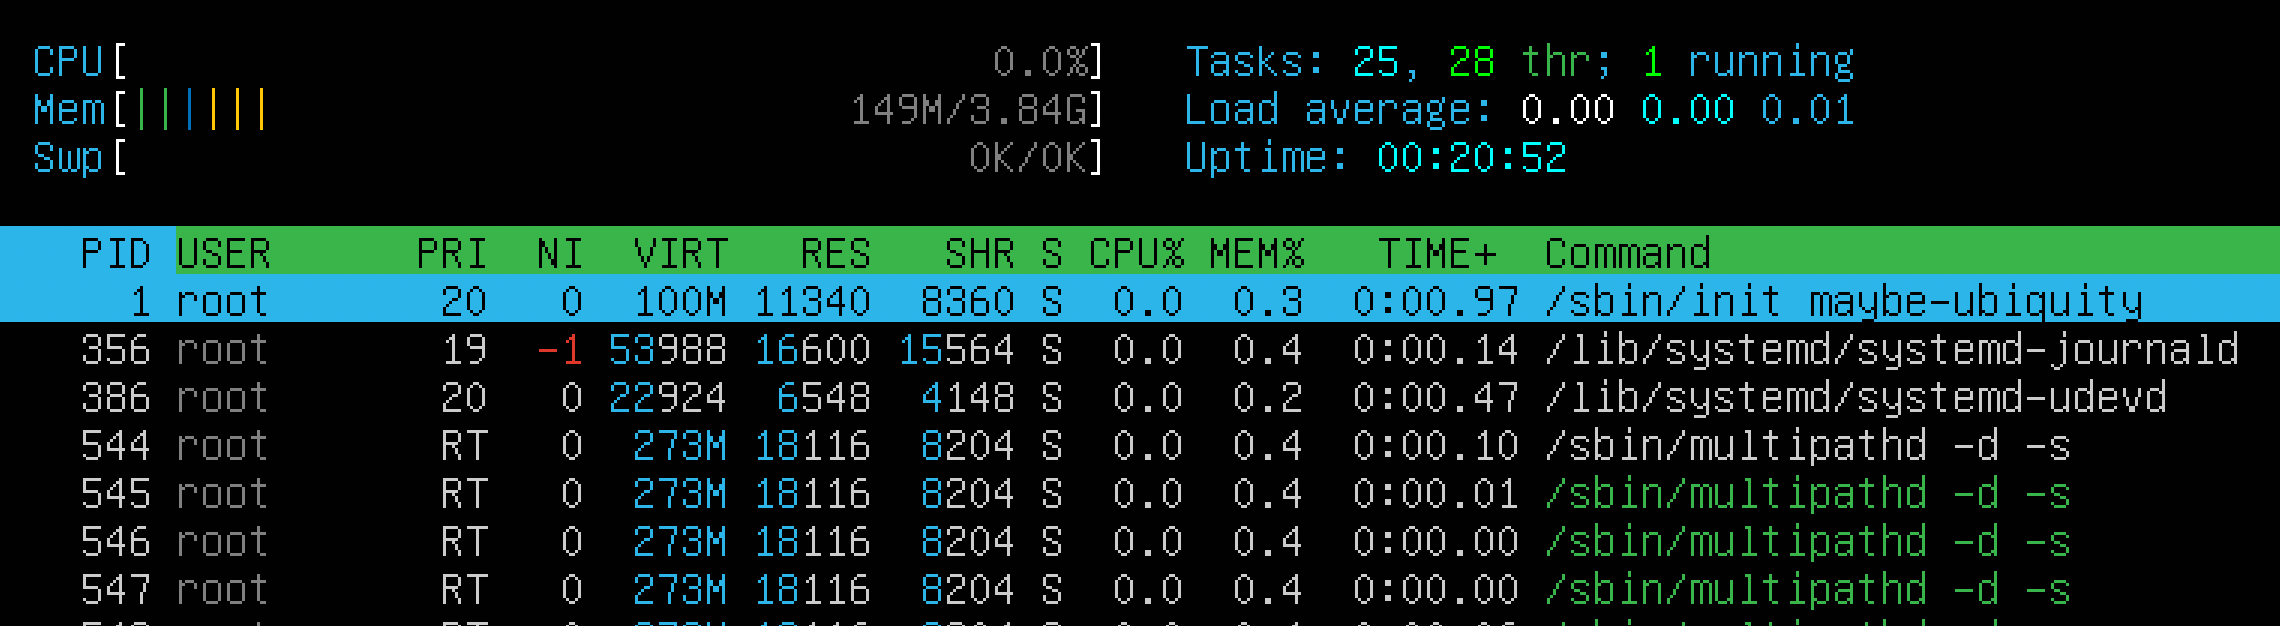 CPU[ 0.0%] Tasks: 25, 28 thr; 1 running
Mem[|||||| 149M/3.84G] Load average: 0.00 0.00 0.01
Swp[ 0K/0K] Uptime: 00:20:52
PID USER PRI NI VIRT RES SHR S CPU% MEM% TIME+ Command
1 root 20 0 100M 11340 8360 S 0.0 0.3 0:00.97 /sbin/init maybe-ubiquity
356 root 19 -1 53988 16600 15564 S 0.0 0.4 0:00.14 /lib/systemd/systemd-journald
386 root 20 0 22924 6548 4148 S 0.0 0.2 0:00.47 /lib/systemd/systemd-udevd
544 root RT 0 273M 18116 8204 S 0.0 0.4 0:00.10 /sbin/multipathd -d -s
545 root RT 0 273M 18116 8204 S 0.0 0.4 0:00.01 /sbin/multipathd -d -s
546 root RT 0 273M 18116 8204 S 0.0 0.4 0:00.00 /sbin/multipathd -d -s
547 root RT 0 273M 18116 8204 S 0.0 0.4 0:00.00 /sbin/multipathd -d -s